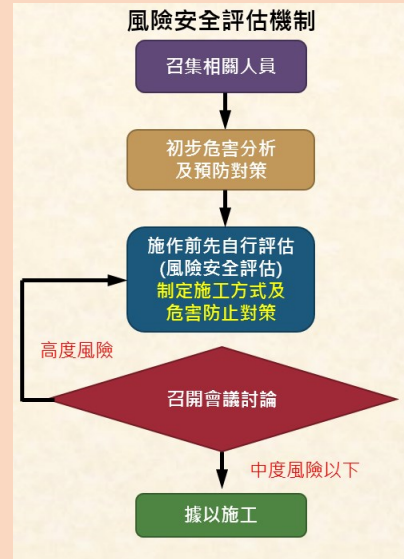 風險安全評估機制
召集相關人員
初步危害分析
及預防對策
施作前先自行評估
(風險安全評估)
制定施工方式及
危害防止對策
高度風險
召開會議討論
中度風險以下
據以施工